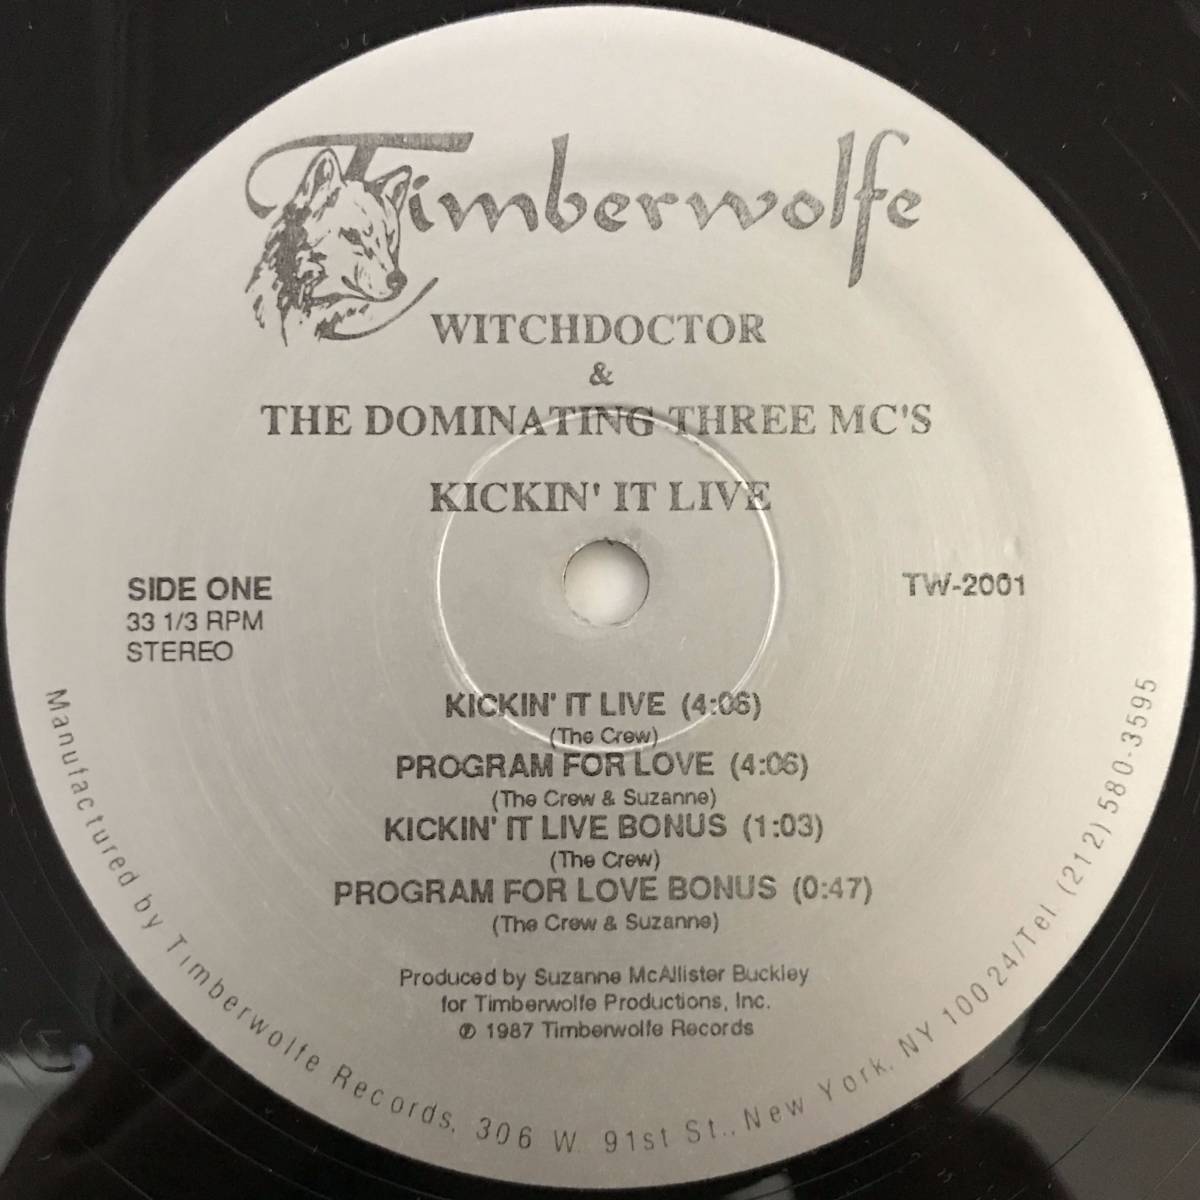 Timberwolfe
WITCHDOCTOR
&
THE DOMINATING THREE MC'S
KICKIN' IT LIVE
SIDE ONE
33 1/3 RPM
STEREO
TW-2001
KICKIN' IT LIVE (4:06)
(The Crew)
PROGRAM FOR LOVE (4:06)
(The Crew & Suzanne)
KICKIN' IT LIVE BONUS (1:03)
(The Crew)
PROGRAM FOR LOVE BONUS (0:47)
(The Crew & Suzanne)
Produced by Suzanne McAllister Buckley
for Timberwolfe Productions, Inc.
℗ 1987 Timberwolfe Records
Manufactured by Timberwolfe Records, 306 W. 91st St., New York, NY 10024/Tel (212) 580-3595